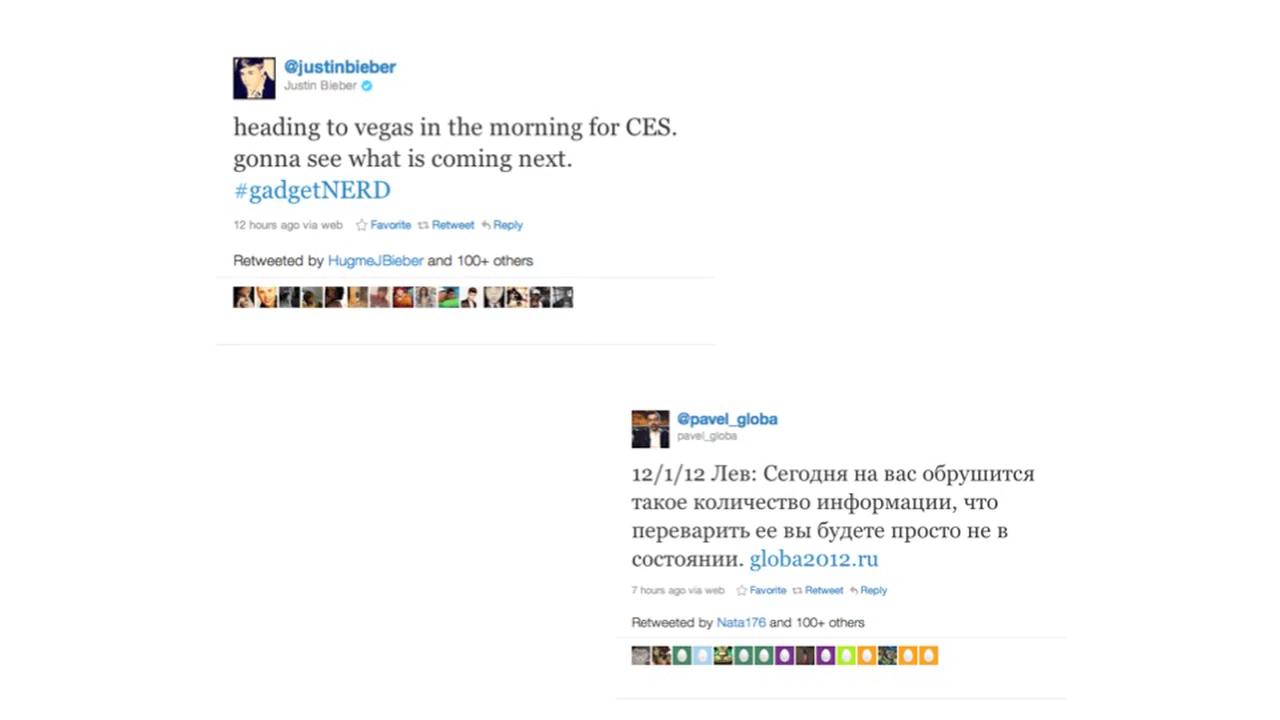 @justinbieber
Justin Bieber
heading to vegas in the morning for CES.
gonna see what is coming next.
#gadgetNERD
12 hours ago via web Favorite Retweet Reply
Retweeted by HugmeJBieber and 100+ others
@pavel_globa
pavel_globa
12/1/12 Лев: Сегодня на вас обрушится
такое количество информации, что
переварить ее вы будете просто не в
состоянии. globa2012.ru
7 hours ago via web Favorite Retweet Reply
Retweeted by Nata176 and 100+ others